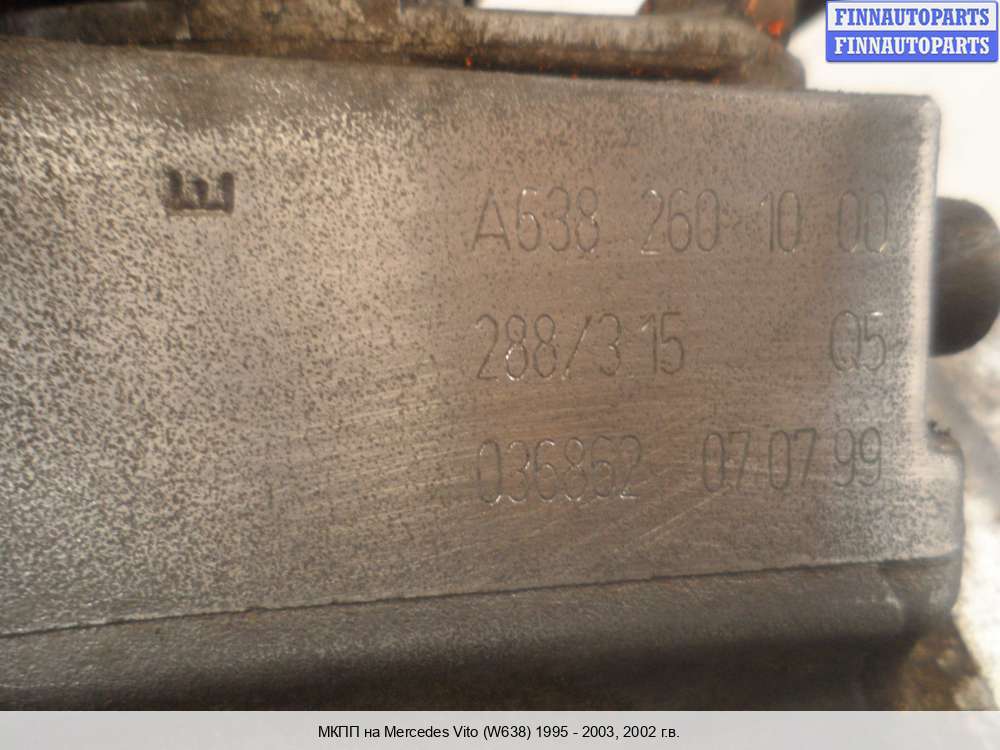 FINNAUTOPARTS
FINNAUTOPARTS
E
A638 260 10 00
288/3.15 Q5
036862 07.07.99
МКПП на Mercedes Vito (W638) 1995 - 2003, 2002 г.в.